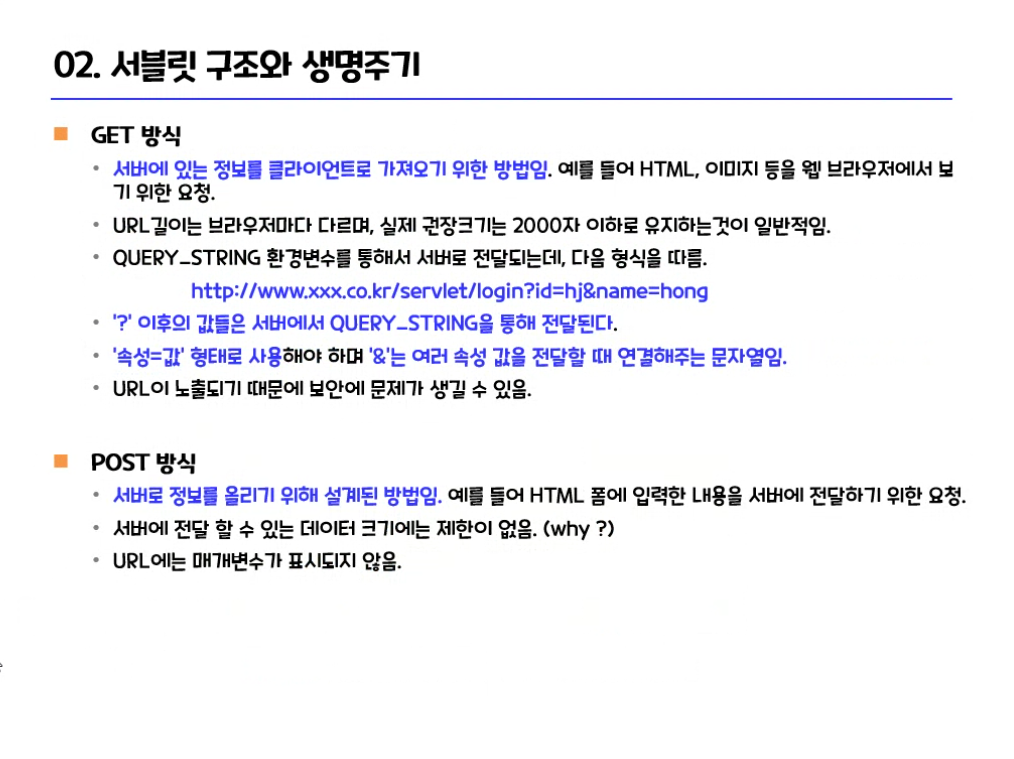 02. 서블릿 구조와 생명주기
GET 방식
서버에 있는 정보를 클라이언트로 가져오기 위한 방법임. 예를 들어 HTML, 이미지 등을 웹 브라우저에서 보
기 위한 요청.
URL길이는 브라우저마다 다르며, 실제 권장크기는 2000자 이하로 유지하는것이 일반적임.
QUERY_STRING 환경변수를 통해서 서버로 전달되는데, 다음 형식을 따름.
http://www.xxx.co.kr/servlet/login?id=hj&name=hong
'?' 이후의 값들은 서버에서 QUERY_STRING을 통해 전달된다.
'속성=값' 형태로 사용해야 하며 '&'는 여러 속성 값을 전달할 때 연결해주는 문자열임.
URL이 노출되기 때문에 보안에 문제가 생길 수 있음.
POST 방식
서버로 정보를 올리기 위해 설계된 방법임. 예를 들어 HTML 폼에 입력한 내용을 서버에 전달하기 위한 요청.
서버에 전달 할 수 있는 데이터 크기에는 제한이 없음. (why ?)
URL에는 매개변수가 표시되지 않음.